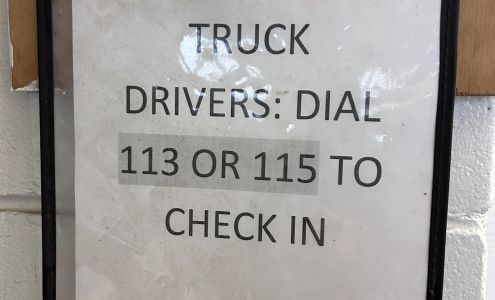 TRUCK
DRIVERS: DIAL
113 OR 115 TO
CHECK IN